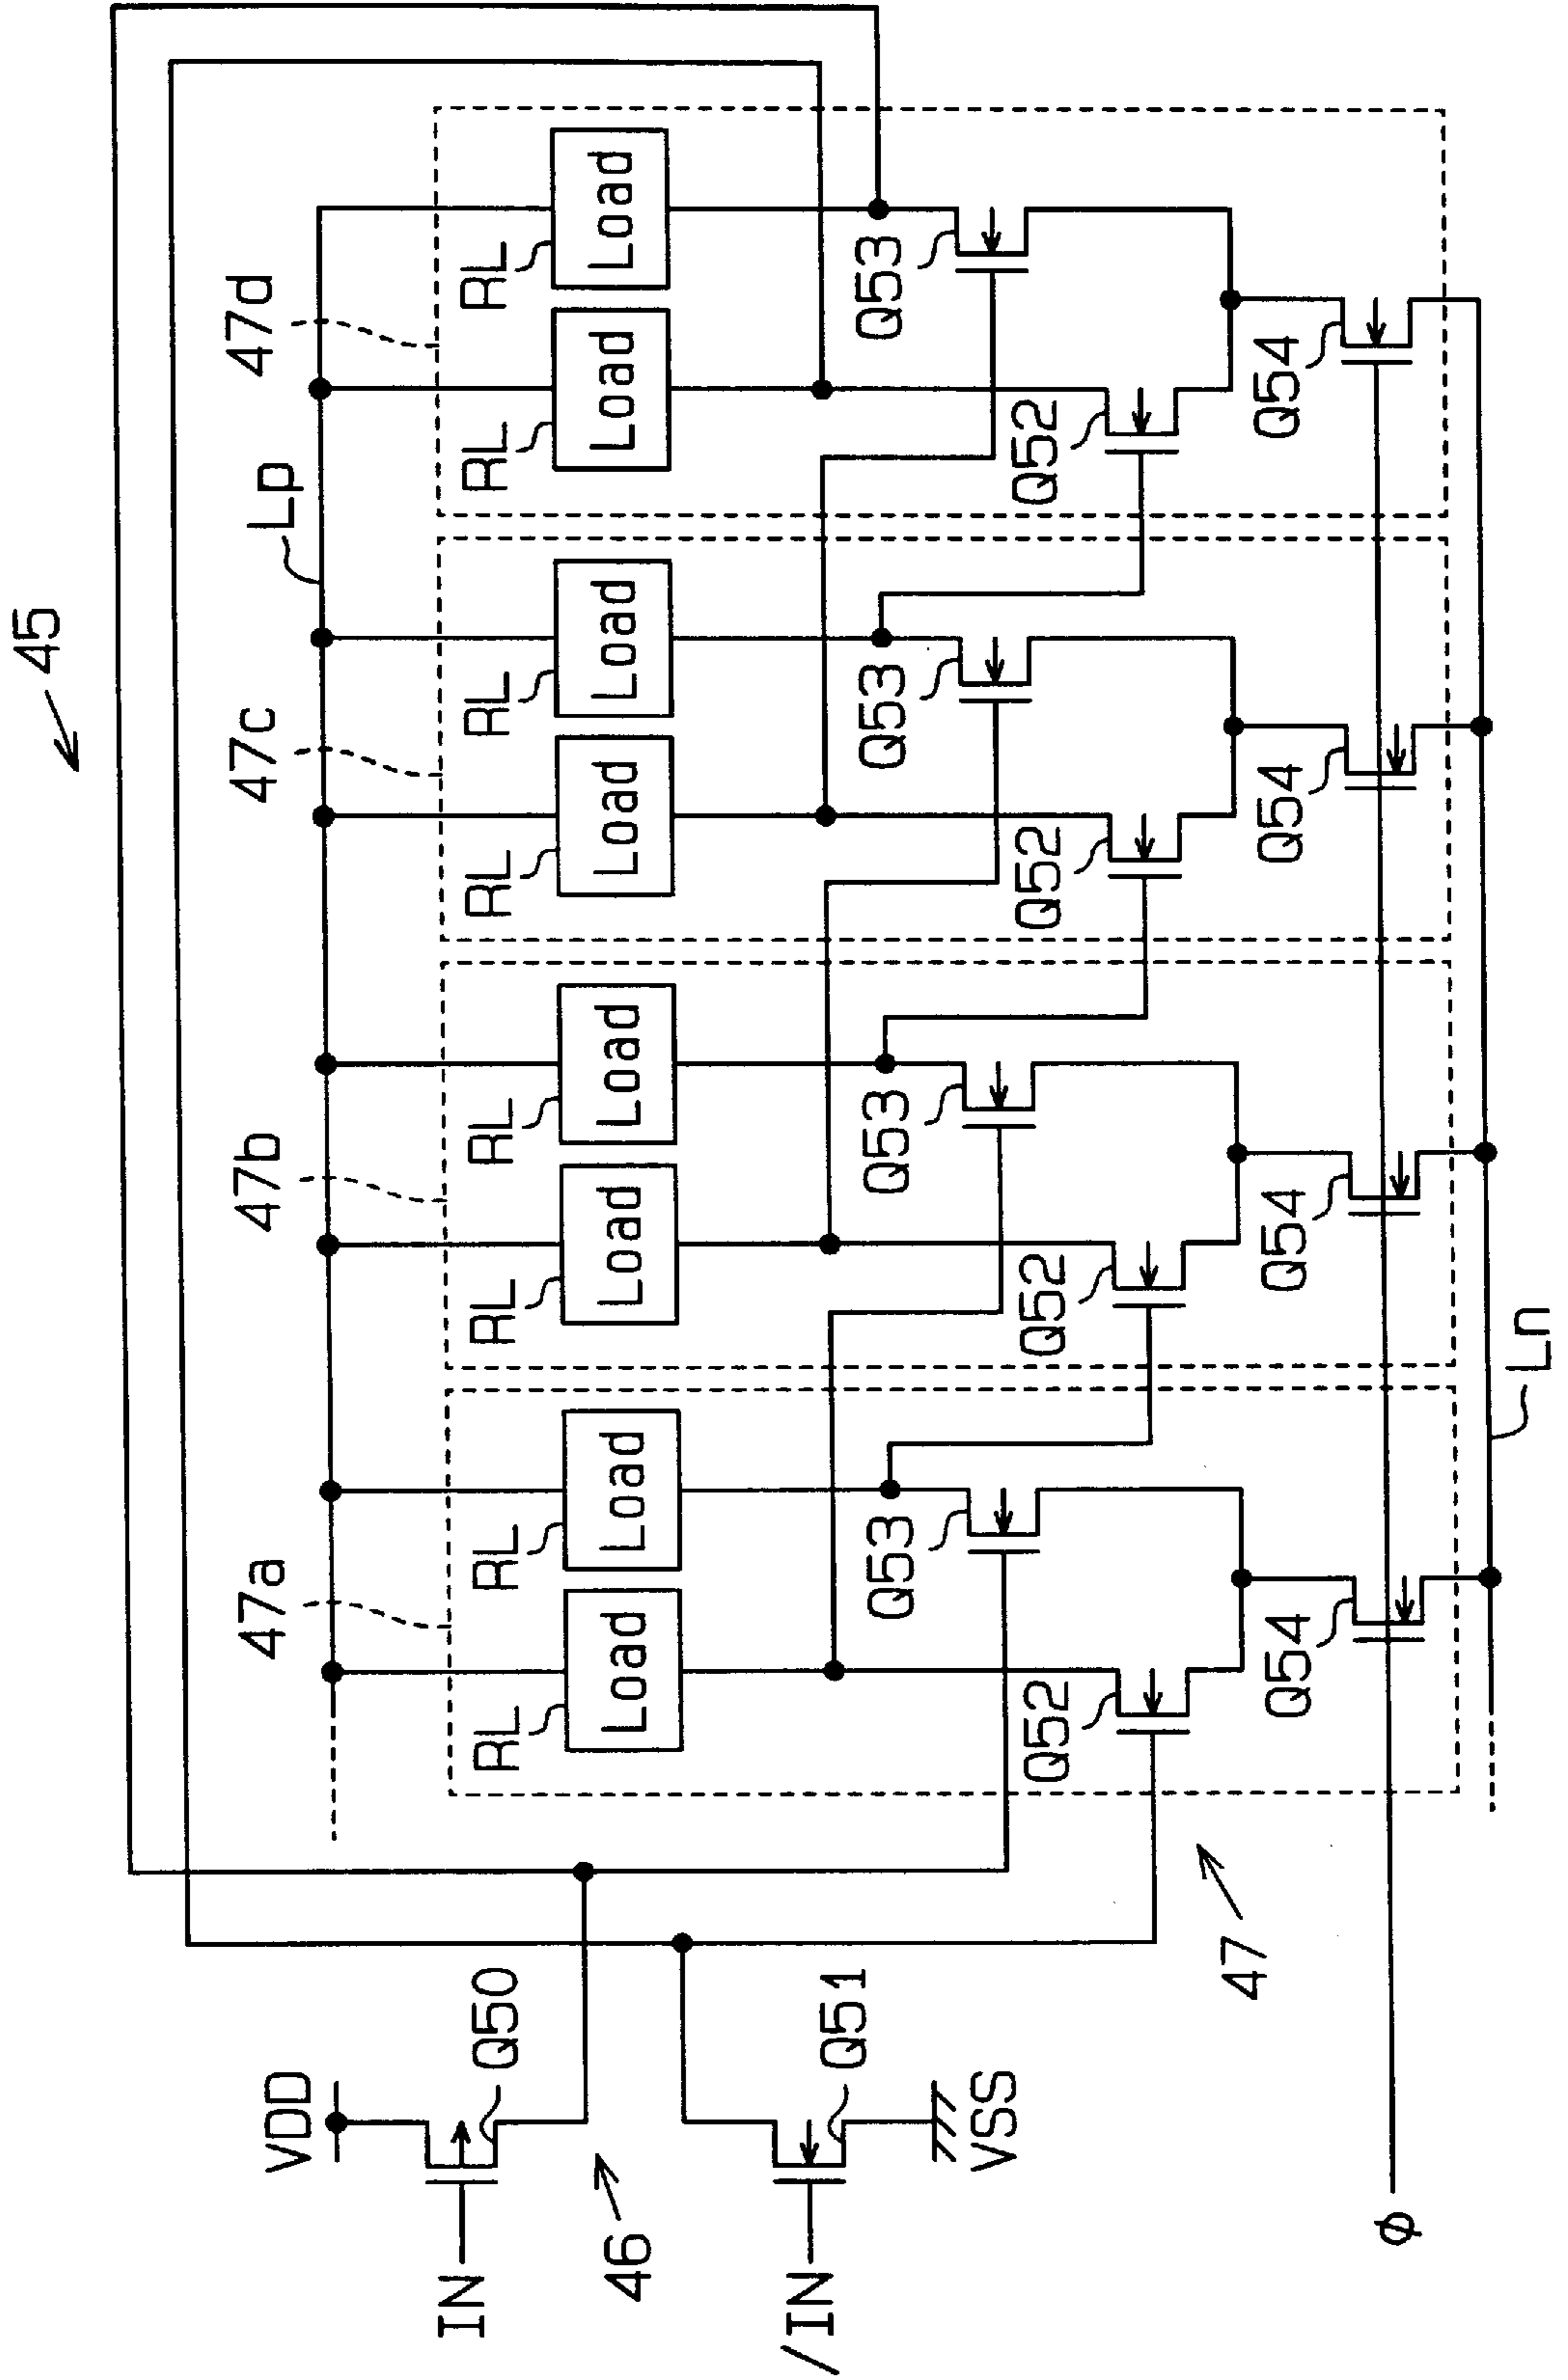 45
Lp
47a
47b
47c
47d
VDD
RL
RL
RL
RL
RL
RL
RL
RL
Load
Load
Load
Load
Load
Load
Load
Load
IN
Q50
46
Q53
Q53
Q53
Q53
/IN
Q51
VSS
Q52
Q52
Q52
Q52
47
Q54
Q54
Q54
Q54
φ
Ln